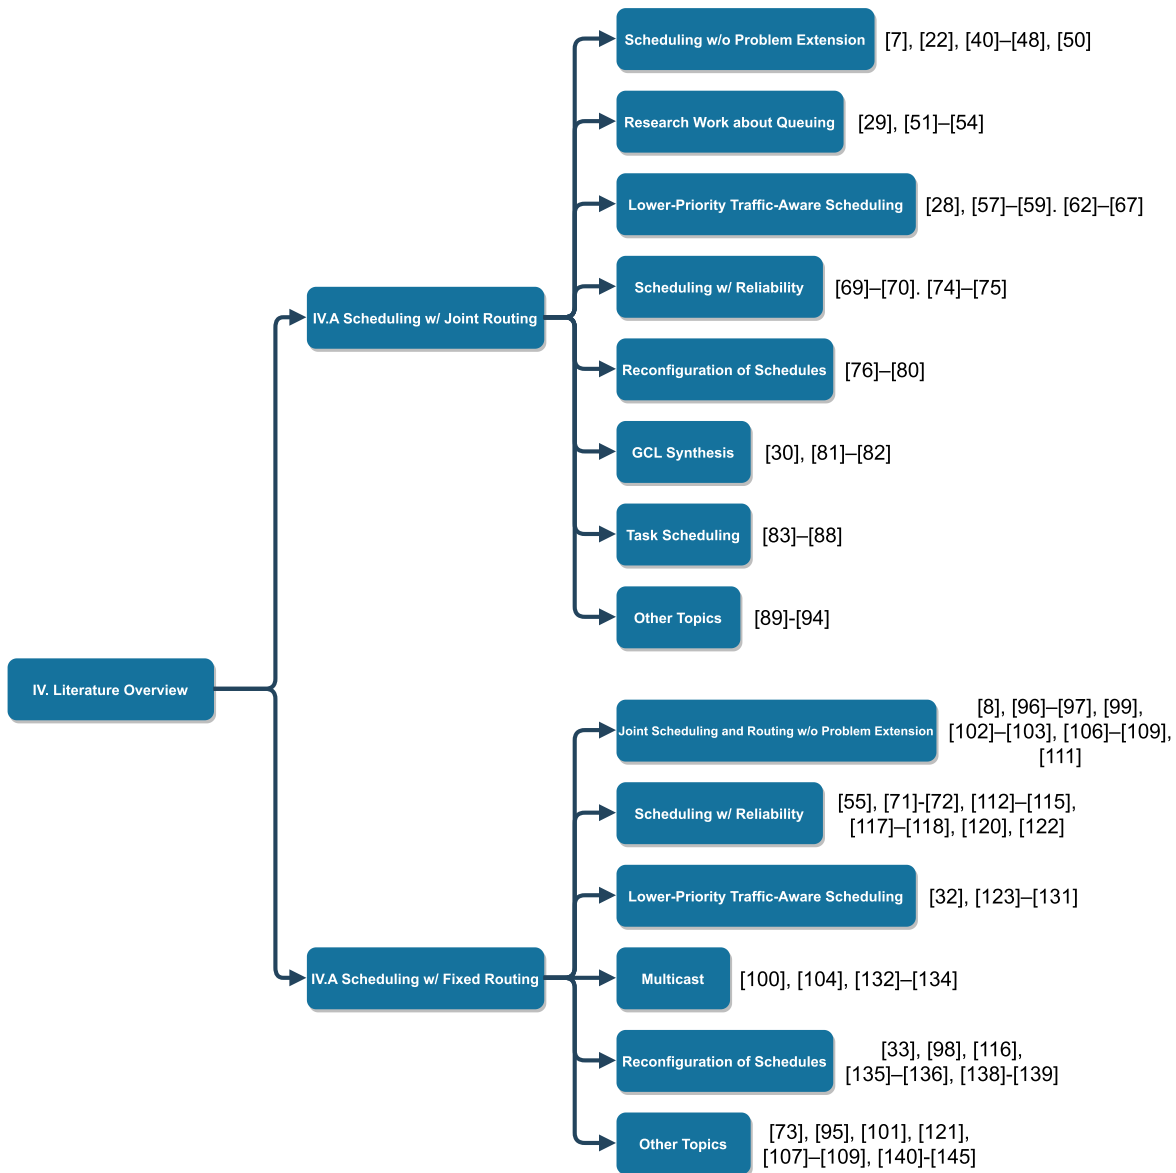 IV. Literature Overview
IV.A Scheduling w/ Joint Routing
Scheduling w/o Problem Extension
[7], [22], [40]–[48], [50]
Research Work about Queuing
[29], [51]–[54]
Lower-Priority Traffic-Aware Scheduling
[28], [57]–[59]. [62]–[67]
Scheduling w/ Reliability
[69]–[70]. [74]–[75]
Reconfiguration of Schedules
[76]–[80]
GCL Synthesis
[30], [81]–[82]
Task Scheduling
[83]–[88]
Other Topics
[89]-[94]
IV.A Scheduling w/ Fixed Routing
Joint Scheduling and Routing w/o Problem Extension
[8], [96]–[97], [99],
[102]–[103], [106]–[109],
[111]
Scheduling w/ Reliability
[55], [71]-[72], [112]–[115],
[117]–[118], [120], [122]
Lower-Priority Traffic-Aware Scheduling
[32], [123]–[131]
Multicast
[100], [104], [132]–[134]
Reconfiguration of Schedules
[33], [98], [116],
[135]–[136], [138]-[139]
Other Topics
[73], [95], [101], [121],
[107]–[109], [140]-[145]